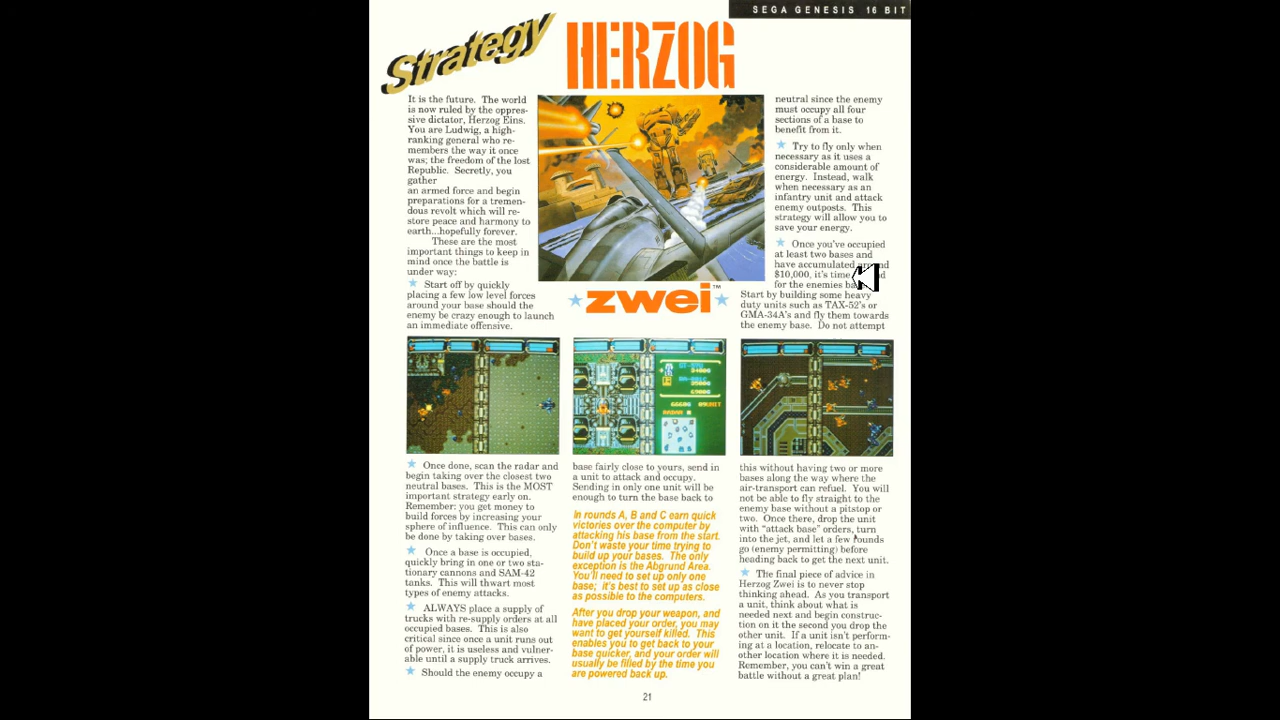 SEGA GENESIS 16 BIT
Strategy
HERZOG
zwei™
It is the future. The world
is now ruled by the oppres-
sive dictator, Herzog Eins.
You are Ludwig, a high-
ranking general who re-
members the way it once
was; the freedom of the lost
Republic. Secretly, you
gather
an armed force and begin
preparations for a tremen-
dous revolt which will re-
store peace and harmony to
earth...hopefully forever.
These are the most
important things to keep in
mind once the battle is
under way:
Start off by quickly
placing a few low level forces
around your base should the
enemy be crazy enough to launch
an immediate offensive.
Once done, scan the radar and
begin taking over the closest two
neutral bases. This is the MOST
important strategy early on.
Remember: you get money to
build forces by increasing your
sphere of influence. This can only
be done by taking over bases.
Once a base is occupied,
quickly bring in one or two sta-
tionary cannons and SAM-42
tanks. This will thwart most
types of enemy attacks.
ALWAYS place a supply of
trucks with re-supply orders at all
occupied bases. This is also
critical since once a unit runs out
of power, it is useless and vulner-
able until a supply truck arrives.
Should the enemy occupy a
base fairly close to yours, send in
a unit to attack and occupy.
Sending in only one unit will be
enough to turn the base back to
In rounds A, B and C earn quick
victories over the computer by
attacking his base from the start.
Don't waste your time trying to
build up your bases. The only
exception is the Abgrund Area.
You'll need to set up only one
base; it's best to set up as close
as possible to the computers.
After you drop your weapon, and
have placed your order, you may
want to get yourself killed. This
enables you to get back to your
base quicker, and your order will
usually be filled by the time you
are powered back up.
neutral since the enemy
must occupy all four
sections of a base to
benefit from it.
Try to fly only when
necessary as it uses a
considerable amount of
energy. Instead, walk
when necessary as an
infantry unit and attack
enemy outposts. This
strategy will allow you to
save your energy.
Once you've occupied
at least two bases and
have accumulated around
$10,000, it's time
for the enemies
Start by building some heavy
duty units such as TAX-52's or
GMA-34A's and fly them towards
the enemy base. Do not attempt
this without having two or more
bases along the way where the
air-transport can refuel. You will
not be able to fly straight to the
enemy base without a pitstop or
two. Once there, drop the unit
with "attack base" orders, turn
into the jet, and let a few rounds
go (enemy permitting) before
heading back to get the next unit.
The final piece of advice in
Herzog Zwei is to never stop
thinking ahead. As you transport
a unit, think about what is
needed next and begin construc-
tion on it the second you drop the
other unit. If a unit isn't perform-
ing at a location, relocate to an-
other location where it is needed.
Remember, you can't win a great
battle without a great plan!
21